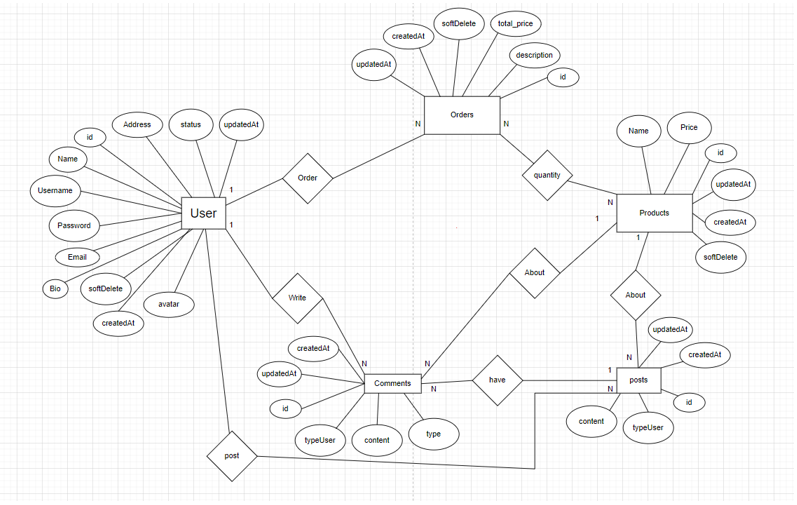 softDelete
total_price
createdAt
description
updatedAt
id
Orders
N
N
Address
status
updatedAt
id
Name
Username
Password
Email
Bio
softDelete
createdAt
avatar
User
1
1
Order
quantity
Name
Price
id
updatedAt
createdAt
softDelete
Products
N
1
1
About
About
Write
createdAt
updatedAt
id
typeUser
content
type
Comments
N
N
N
have
updatedAt
createdAt
id
typeUser
content
posts
N
1
N
post